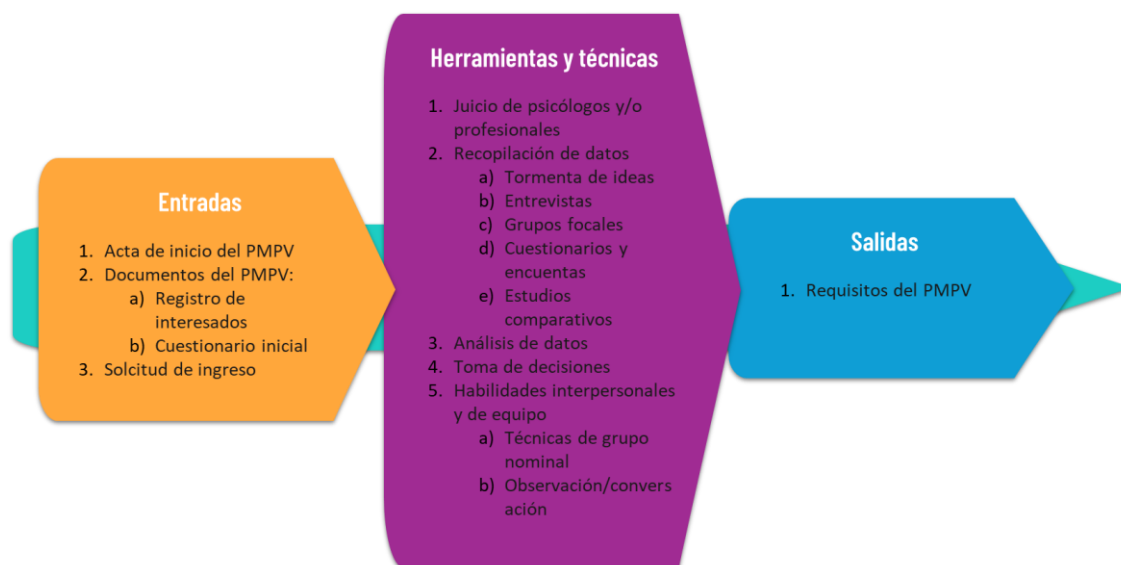 Entradas
1. Acta de inicio del PMPV
2. Documentos del PMPV:
a) Registro de
interesados
b) Cuestionario inicial
3. Solcitud de ingreso
Herramientas y técnicas
1. Juicio de psicólogos y/o
profesionales
2. Recopilación de datos
a) Tormenta de ideas
b) Entrevistas
c) Grupos focales
d) Cuestionarios y
encuentas
e) Estudios
comparativos
3. Análisis de datos
4. Toma de decisiones
5. Habilidades interpersonales
y de equipo
a) Técnicas de grupo
nominal
b) Observación/convers
ación
Salidas
1. Requisitos del PMPV